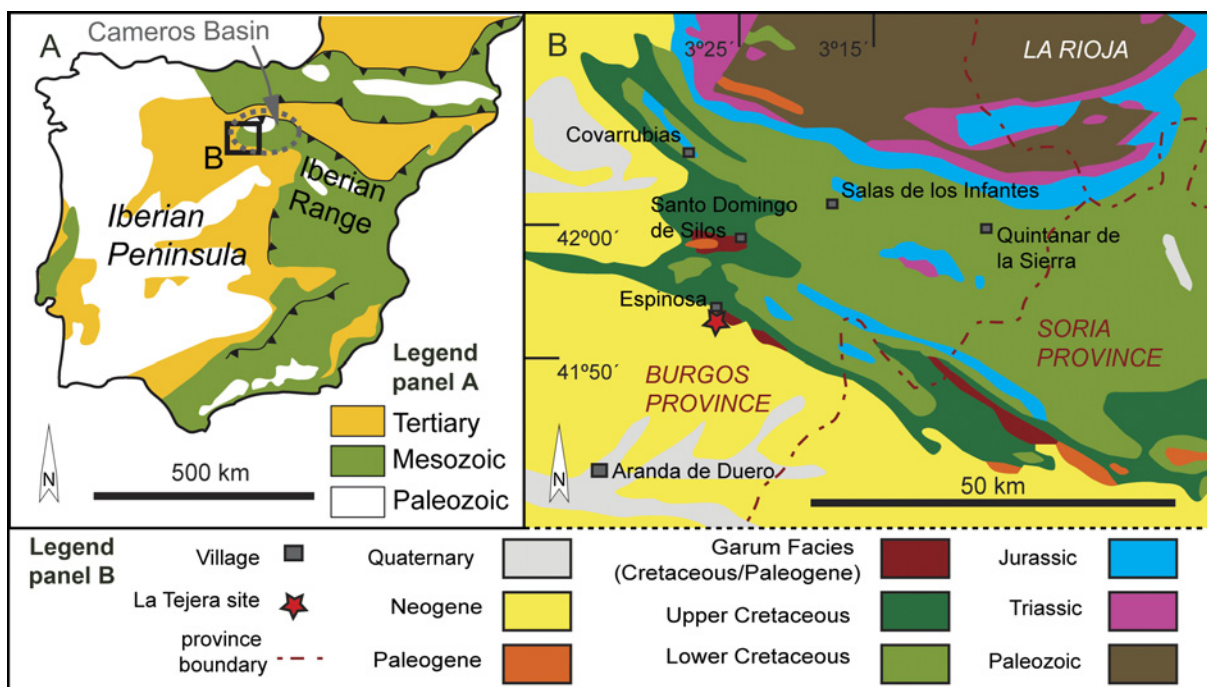 A
Cameros Basin
B
Iberian
Range
Iberian
Peninsula
Legend
panel A
Tertiary
Mesozoic
Paleozoic
N
500 km
B
3º25´
3º15´
LA RIOJA
Covarrubias
Salas de los Infantes
Santo Domingo
de Silos
42º00´
Quintanar de
la Sierra
Espinosa
41º50´
BURGOS
PROVINCE
SORIA
PROVINCE
Aranda de Duero
N
50 km
Legend
panel B
Village
La Tejera site
province
boundary
Quaternary
Neogene
Paleogene
Garum Facies
(Cretaceous/Paleogene)
Upper Cretaceous
Lower Cretaceous
Jurassic
Triassic
Paleozoic